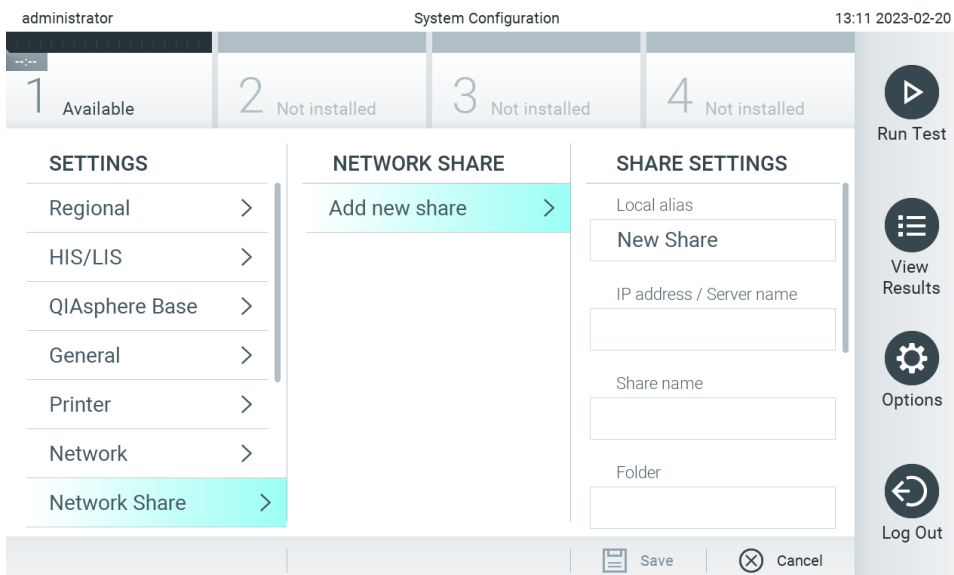 administrator
System Configuration
13:11 2023-02-20
--:--
1 Available
2 Not installed
3 Not installed
4 Not installed
Run Test
View
Results
Options
Log Out
SETTINGS
Regional
HIS/LIS
QIAsphere Base
General
Printer
Network
Network Share
NETWORK SHARE
Add new share
SHARE SETTINGS
Local alias
New Share
IP address / Server name
Share name
Folder
Save
Cancel